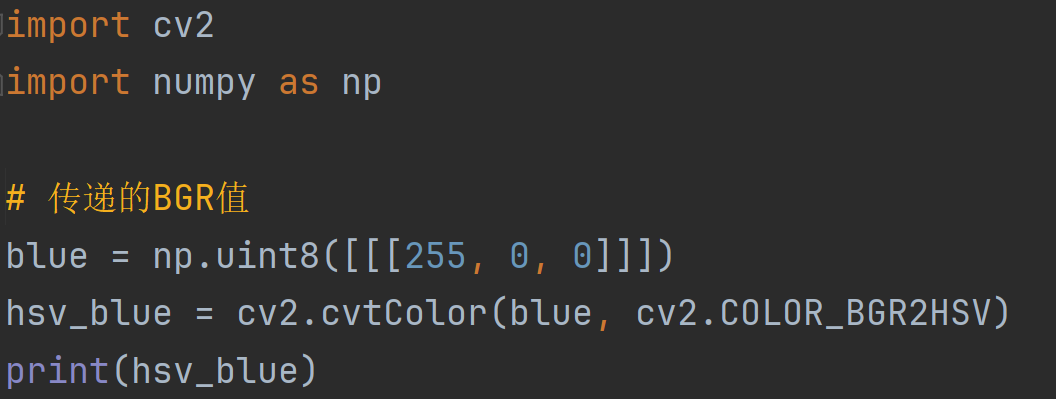 import cv2
import numpy as np
# 传递的BGR值
blue = np.uint8([[[255, 0, 0]]])
hsv_blue = cv2.cvtColor(blue, cv2.COLOR_BGR2HSV)
print(hsv_blue)